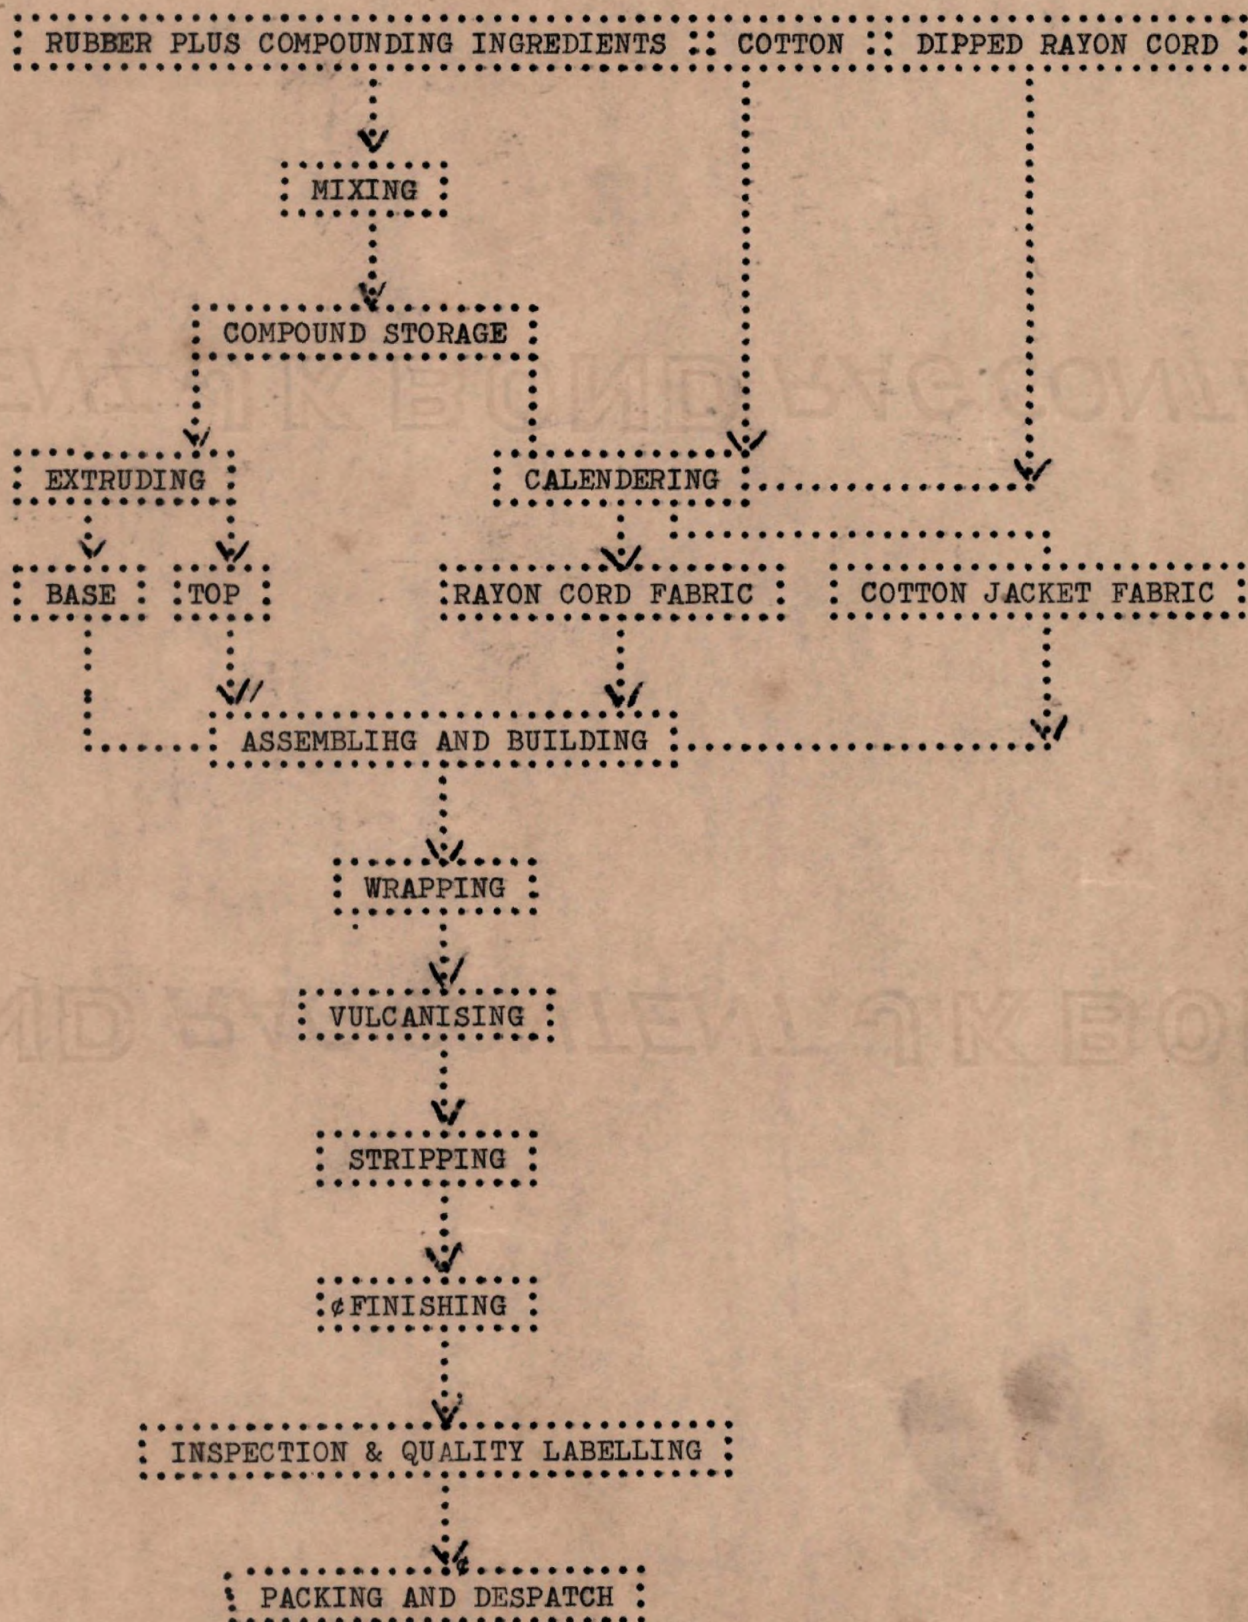 RUBBER PLUS COMPOUNDING INGREDIENTS COTTON DIPPED RAYON CORD
MIXING
COMPOUND STORAGE
EXTRUDING CALENDERING
BASE TOP RAYON CORD FABRIC COTTON JACKET FABRIC
ASSEMBLIHG AND BUILDING
WRAPPING
VULCANISING
STRIPPING
¢FINISHING
INSPECTION & QUALITY LABELLING
PACKING AND DESPATCH